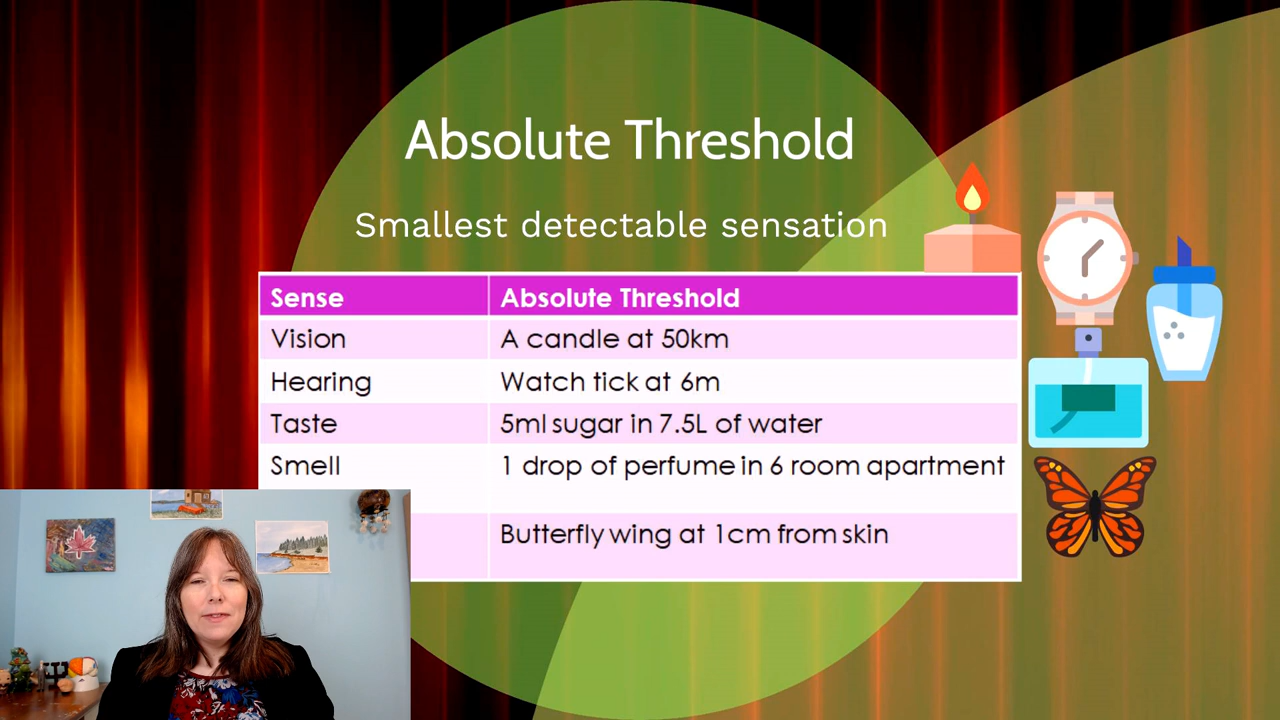 Absolute Threshold
Smallest detectable sensation
Sense Absolute Threshold
Vision A candle at 50km
Hearing Watch tick at 6m
Taste 5ml sugar in 7.5L of water
Smell 1 drop of perfume in 6 room apartment
Butterfly wing at 1cm from skin